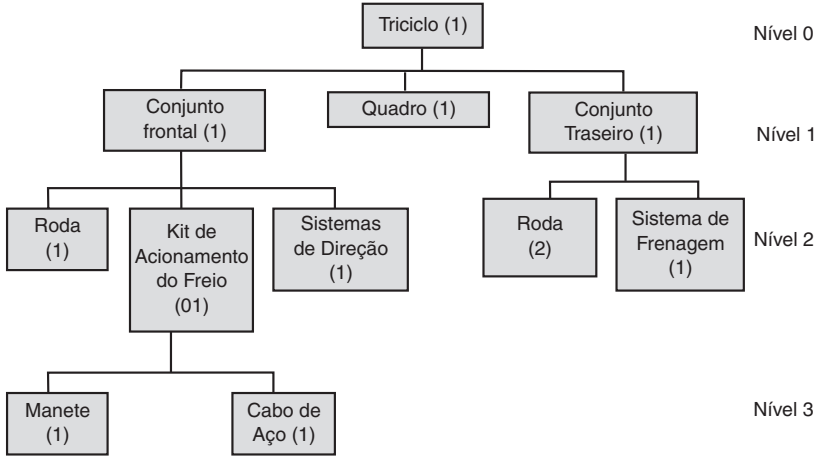 Triciclo (1)
Nível 0
Conjunto
frontal (1)
Quadro (1)
Conjunto
Traseiro (1)
Nível 1
Roda
(1)
Kit de
Acionamento
do Freio
(01)
Sistemas
de Direção
(1)
Roda
(2)
Sistema de
Frenagem
(1)
Nível 2
Manete
(1)
Cabo de
Aço (1)
Nível 3